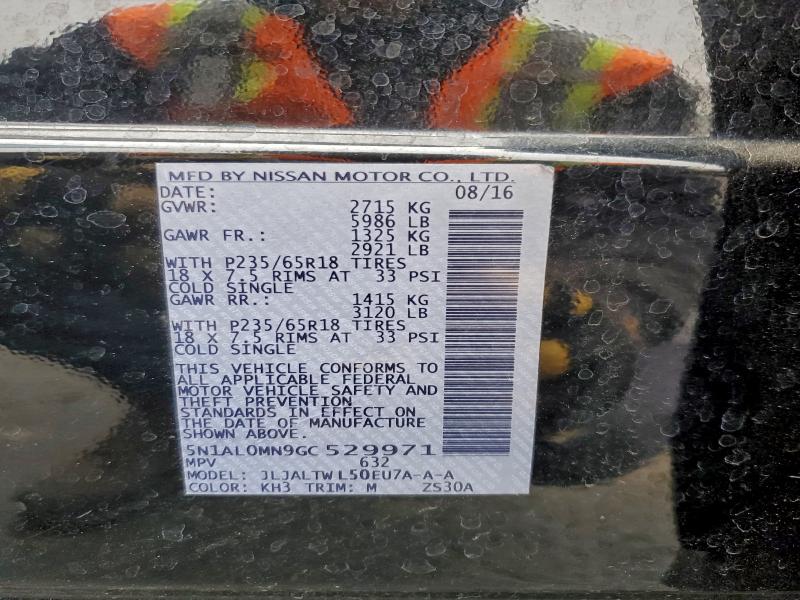 MFD BY NISSAN MOTOR CO., LTD.
DATE: 08/16
GVWR: 2715 KG
5986 LB
GAWR FR.: 1325 KG
2921 LB
WITH P235/65R18 TIRES
18 X 7.5 RIMS AT 33 PSI
COLD SINGLE
GAWR RR.: 1415 KG
3120 LB
WITH P235/65R18 TIRES
18 X 7.5 RIMS AT 33 PSI
COLD SINGLE
THIS VEHICLE CONFORMS TO
ALL APPLICABLE FEDERAL
MOTOR VEHICLE SAFETY AND
THEFT PREVENTION
STANDARDS IN EFFECT ON
THE DATE OF MANUFACTURE
SHOWN ABOVE.
5N1AL0MN9GC 529971
MPV 632
MODEL: JLJALTW L50EU7A-A-A
COLOR: KH3 TRIM: M ZS30A